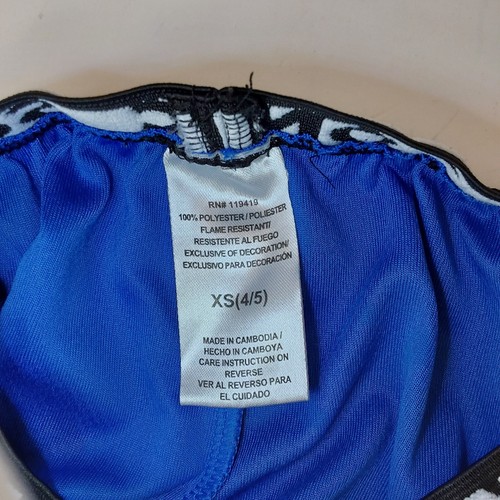 RN# 119419
100% POLYESTER / POLIESTER
FLAME RESISTANT/
RESISTENTE AL FUEGO
EXCLUSIVE OF DECORATION/
EXCLUSIVO PARA DECORACIÓN
XS(4/5)
MADE IN CAMBODIA /
HECHO IN CAMBOYA
CARE INSTRUCTION ON
REVERSE
VER AL REVERSO PARA
EL CUIDADO